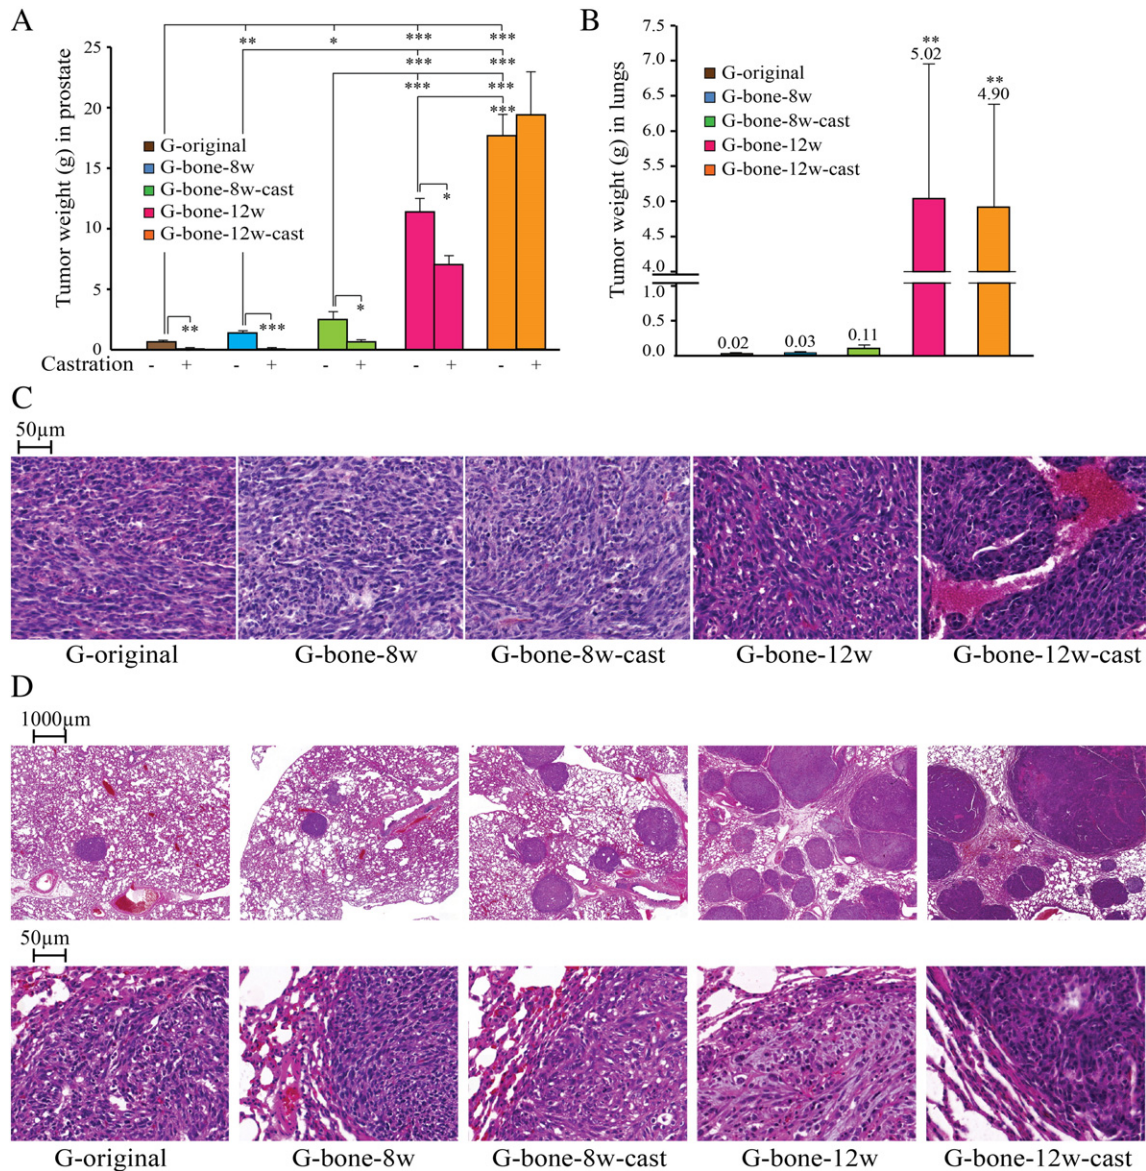 A
*** 
** * *** ***
*** ***
*** ***
***
Tumor weight (g) in prostate
25
20
15
10
5
0
G-original
G-bone-8w
G-bone-8w-cast
G-bone-12w
G-bone-12w-cast
** *** * *
Castration - + - + - + - + - +
B
Tumor weight (g) in lungs
7.5
7.0
6.5
6.0
5.5
5.0
4.5
4.0
1.0
0.5
0.0
G-original
G-bone-8w
G-bone-8w-cast
G-bone-12w
G-bone-12w-cast
**
5.02
**
4.90
0.02 0.03 0.11
C
50µm
G-original G-bone-8w G-bone-8w-cast G-bone-12w G-bone-12w-cast
D
1000µm
50µm
G-original G-bone-8w G-bone-8w-cast G-bone-12w G-bone-12w-cast